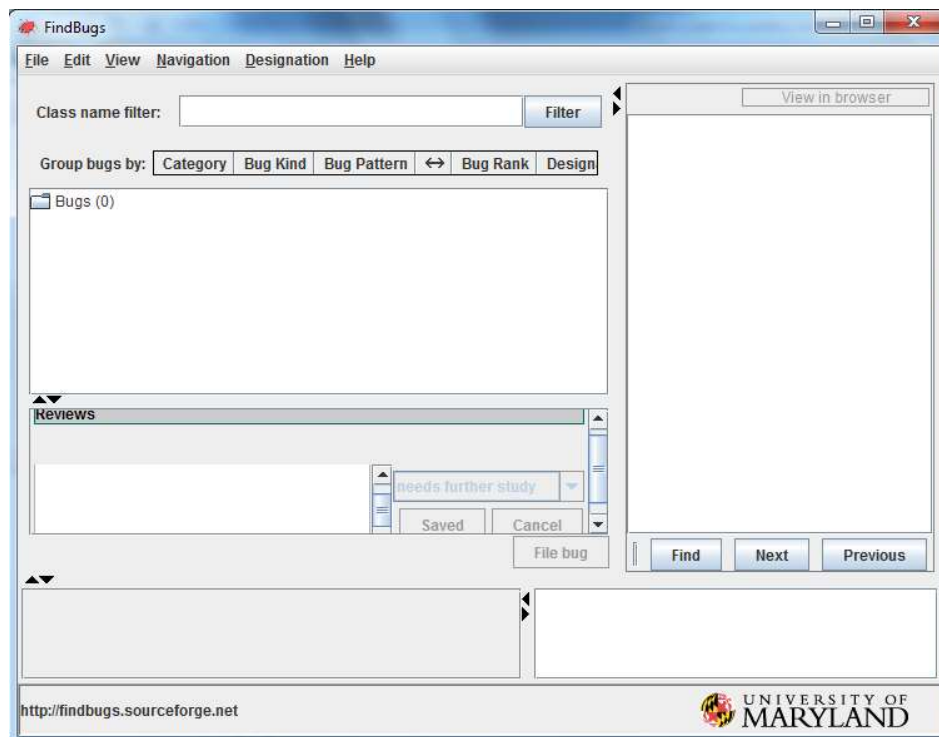 FindBugs
File Edit View Navigation Designation Help
View in browser
Class name filter: Filter
Group bugs by: Category Bug Kind Bug Pattern ↔ Bug Rank Design
Bugs (0)
Reviews
needs further study
Saved Cancel
File bug
Find Next Previous
http://findbugs.sourceforge.net
UNIVERSITY OF
MARYLAND